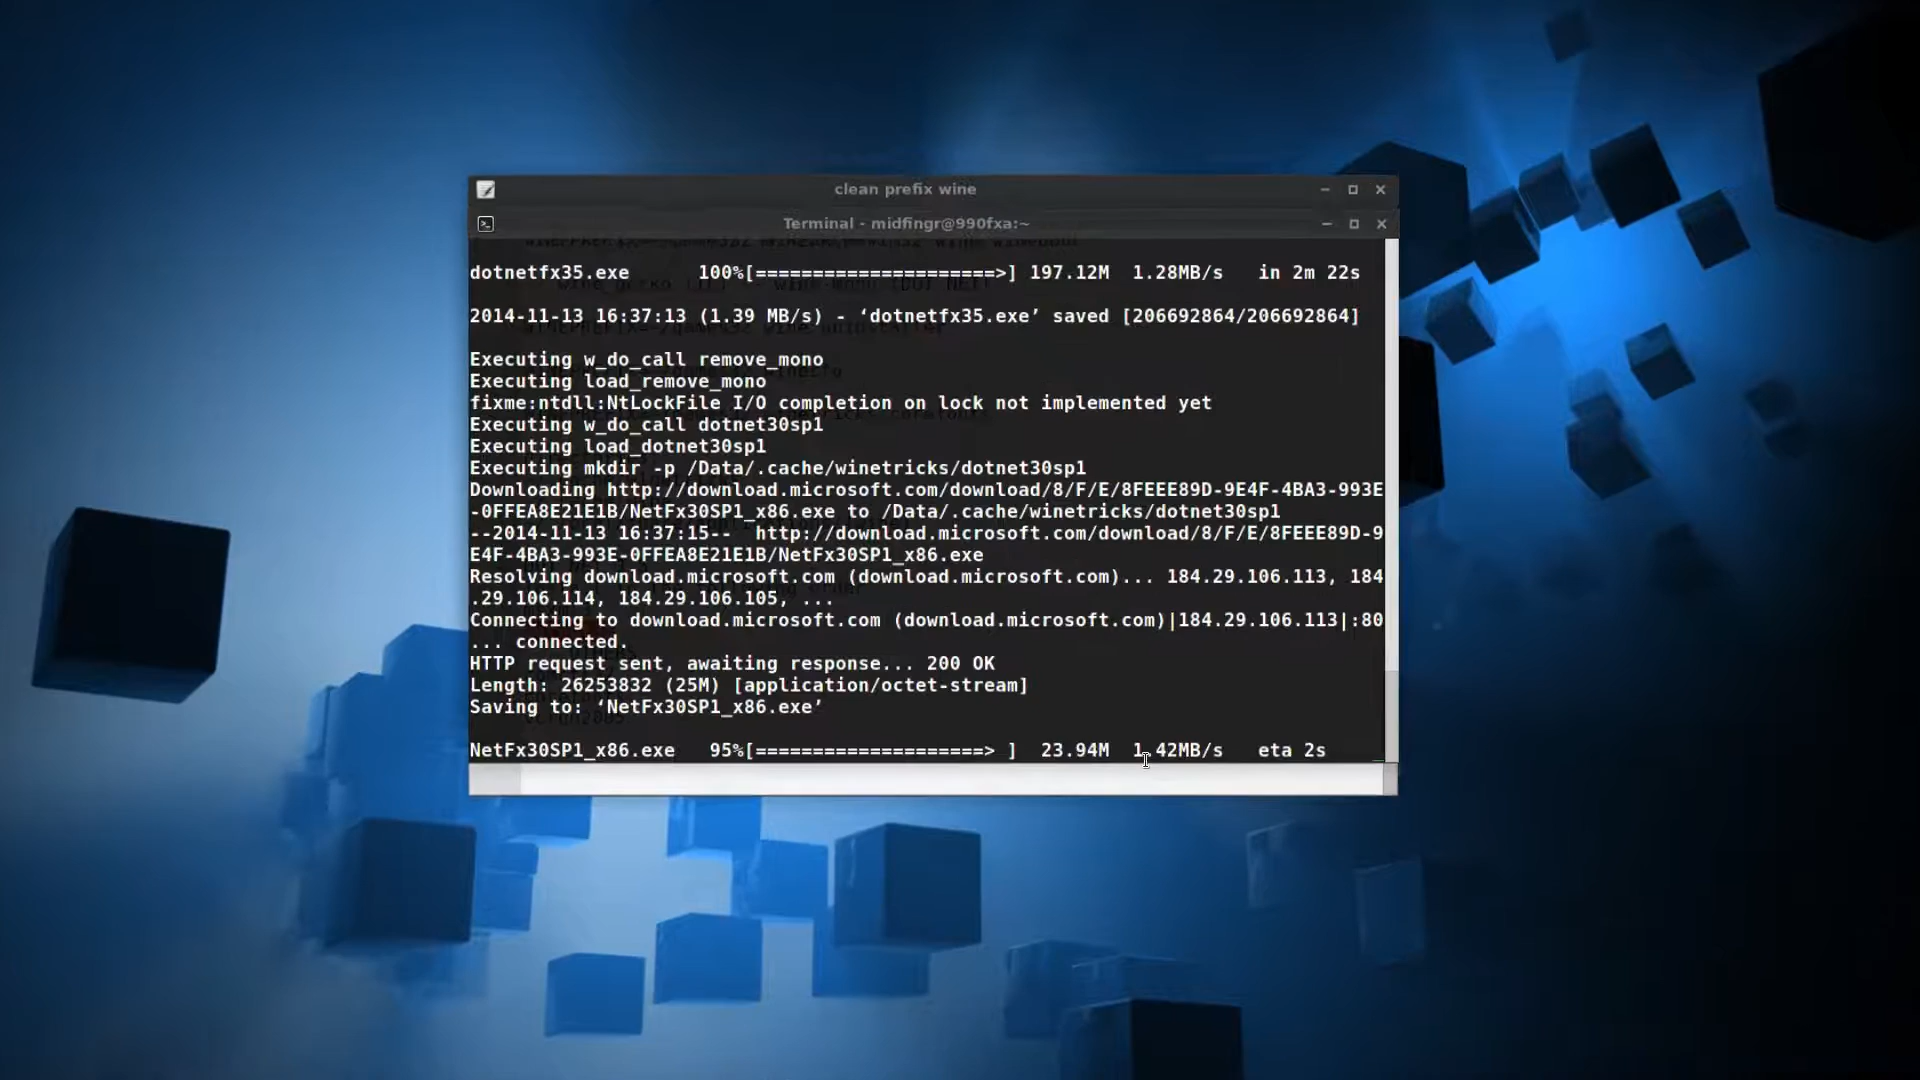 clean prefix wine
Terminal - midfingr@990fxa:~
dotnetfx35.exe 100%[=====================>] 197.12M 1.28MB/s in 2m 22s
2014-11-13 16:37:13 (1.39 MB/s) - ‘dotnetfx35.exe’ saved [206692864/206692864]
Executing w_do_call remove_mono
Executing load_remove_mono
fixme:ntdll:NtLockFile I/O completion on lock not implemented yet
Executing w_do_call dotnet30sp1
Executing load_dotnet30sp1
Executing mkdir -p /Data/.cache/winetricks/dotnet30sp1
Downloading http://download.microsoft.com/download/8/F/E/8FEEE89D-9E4F-4BA3-993E
-0FFEA8E21E1B/NetFx30SP1_x86.exe to /Data/.cache/winetricks/dotnet30sp1
--2014-11-13 16:37:15-- http://download.microsoft.com/download/8/F/E/8FEEE89D-9
E4F-4BA3-993E-0FFEA8E21E1B/NetFx30SP1_x86.exe
Resolving download.microsoft.com (download.microsoft.com)... 184.29.106.113, 184
.29.106.114, 184.29.106.105, ...
Connecting to download.microsoft.com (download.microsoft.com)|184.29.106.113|:80
... connected.
HTTP request sent, awaiting response... 200 OK
Length: 26253832 (25M) [application/octet-stream]
Saving to: ‘NetFx30SP1_x86.exe’
NetFx30SP1_x86.exe 95%[====================> ] 23.94M 1.42MB/s eta 2s